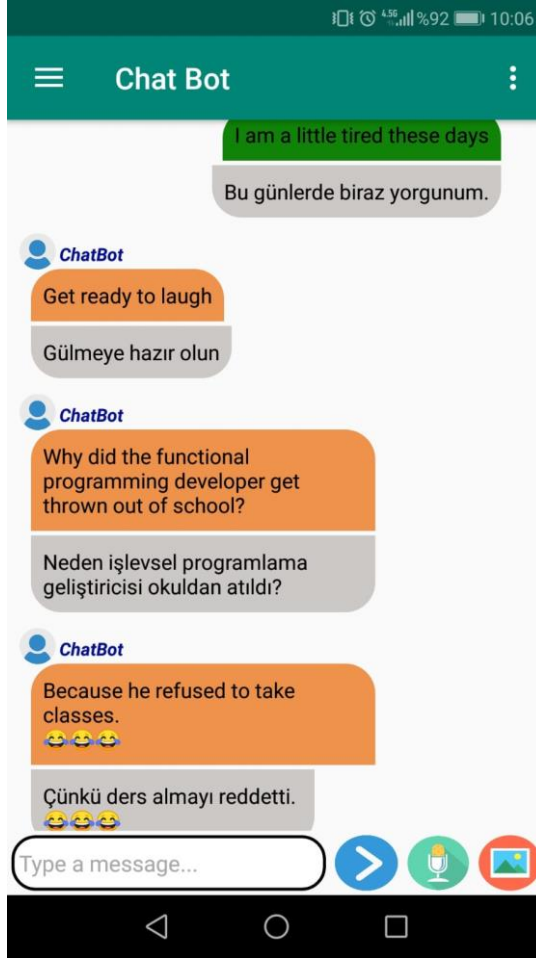 4.5G %92 10:06
Chat Bot
I am a little tired these days
Bu günlerde biraz yorgunum.
ChatBot
Get ready to laugh
Gülmeye hazır olun
ChatBot
Why did the functional
programming developer get
thrown out of school?
Neden işlevsel programlama
geliştiricisi okuldan atıldı?
ChatBot
Because he refused to take
classes.
😂😂😂
Çünkü ders almayı reddetti.
😂😂😂
Type a message...